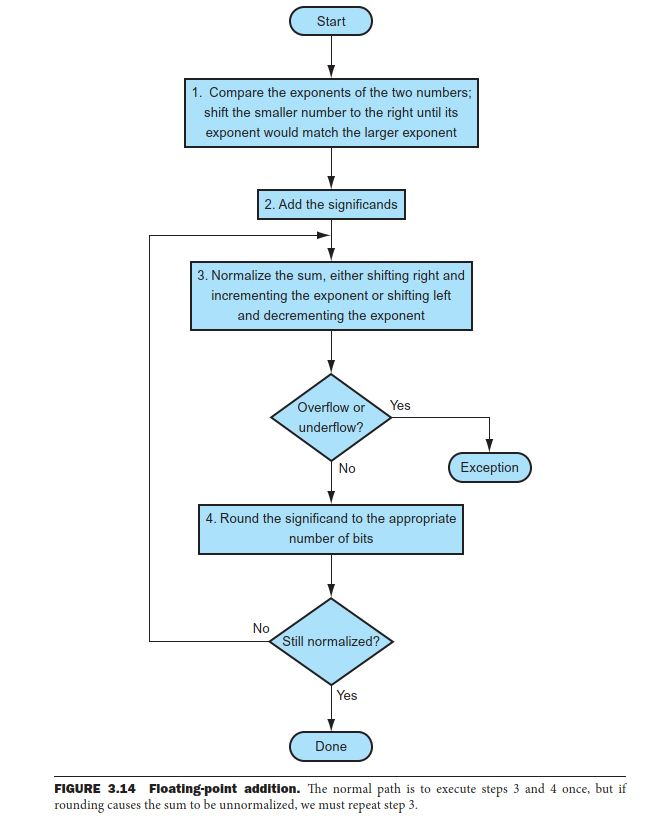 Start
1. Compare the exponents of the two numbers;
shift the smaller number to the right until its
exponent would match the larger exponent
2. Add the significands
3. Normalize the sum, either shifting right and
incrementing the exponent or shifting left
and decrementing the exponent
Overflow or
underflow?
Yes
No
Exception
4. Round the significand to the appropriate
number of bits
No
Still normalized?
Yes
Done
FIGURE 3.14 Floating-point addition. The normal path is to execute steps 3 and 4 once, but if
rounding causes the sum to be unnormalized, we must repeat step 3.